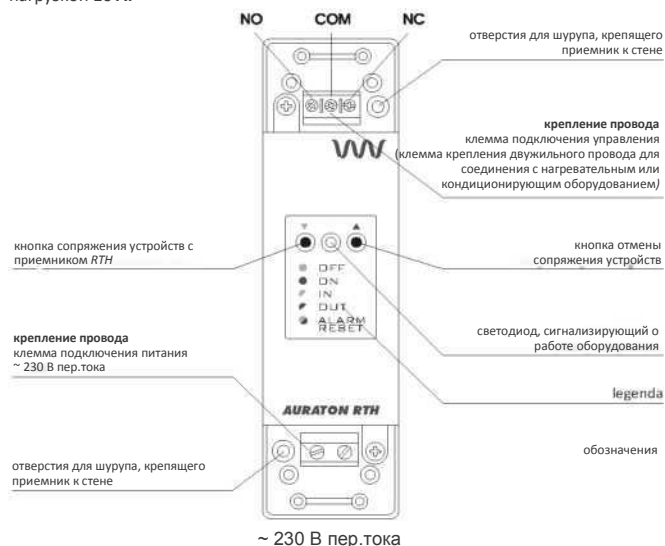 NO COM NC
отверстия для шурупа, крепящего
приемник к стене
крепление провода
клемма подключения управления
(клемма крепления двужильного провода для
соединения с нагревательным или
кондиционирующим оборудованием)
кнопка сопряжения устройств с
приемником RTH
кнопка отмены
сопряжения устройств
OFF
ON
IN
OUT
ALARM
RESET
светодиод, сигнализирующий о
работе оборудования
крепление провода
клемма подключения питания
~ 230 В пер.тока
legenda
AURATON RTH
обозначения
отверстия для шурупа, крепящего
приемник к стене
~ 230 В пер.тока